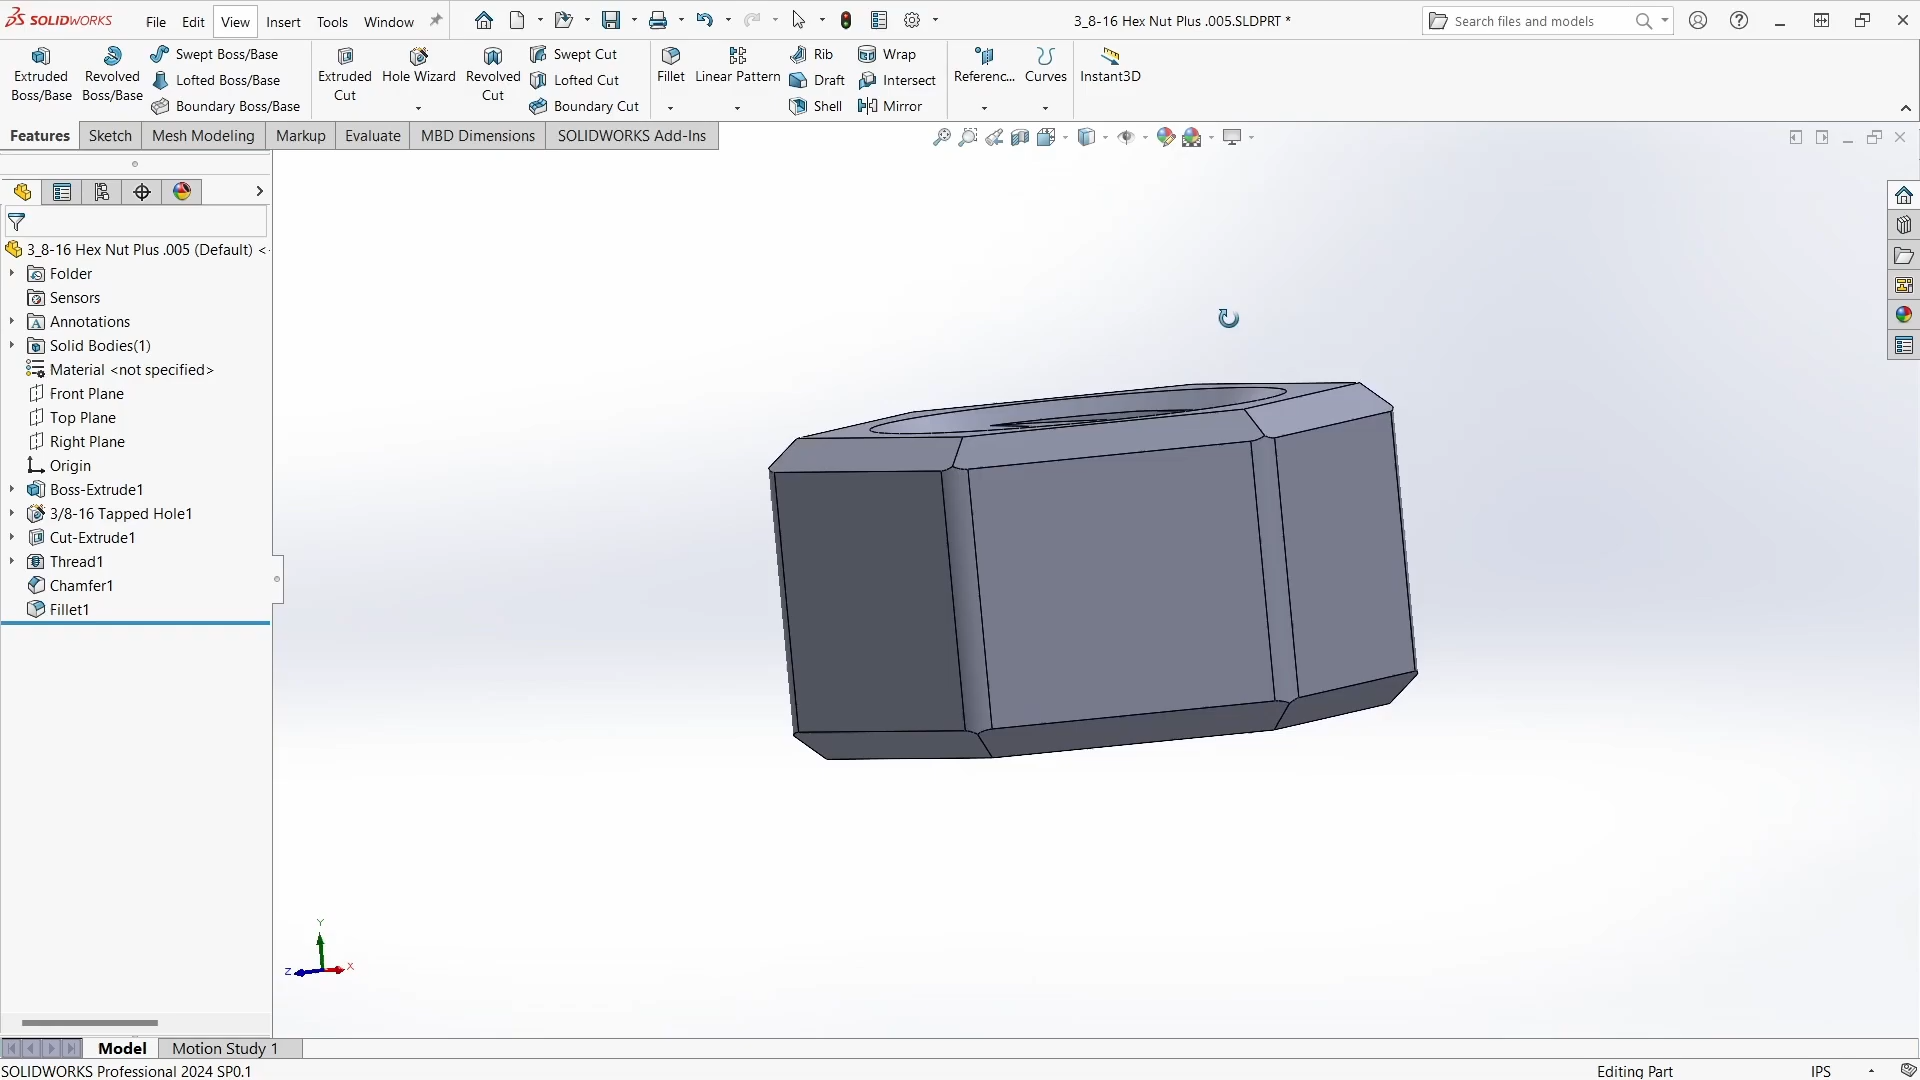 SOLIDWORKS File Edit View Insert Tools Window 3_8-16 Hex Nut Plus .005.SLDPRT * Search files and models
Extruded Boss/Base
Revolved Boss/Base
Swept Boss/Base
Lofted Boss/Base
Boundary Boss/Base
Extruded Cut
Hole Wizard
Revolved Cut
Swept Cut
Lofted Cut
Boundary Cut
Fillet
Linear Pattern
Rib
Draft
Shell
Wrap
Intersect
Mirror
Referenc...
Curves
Instant3D
Features Sketch Mesh Modeling Markup Evaluate MBD Dimensions SOLIDWORKS Add-Ins
3_8-16 Hex Nut Plus .005 (Default) <
Folder
Sensors
Annotations
Solid Bodies(1)
Material <not specified>
Front Plane
Top Plane
Right Plane
Origin
Boss-Extrude1
3/8-16 Tapped Hole1
Cut-Extrude1
Thread1
Chamfer1
Fillet1
Y
Z
X
Model Motion Study 1
SOLIDWORKS Professional 2024 SP0.1 Editing Part IPS